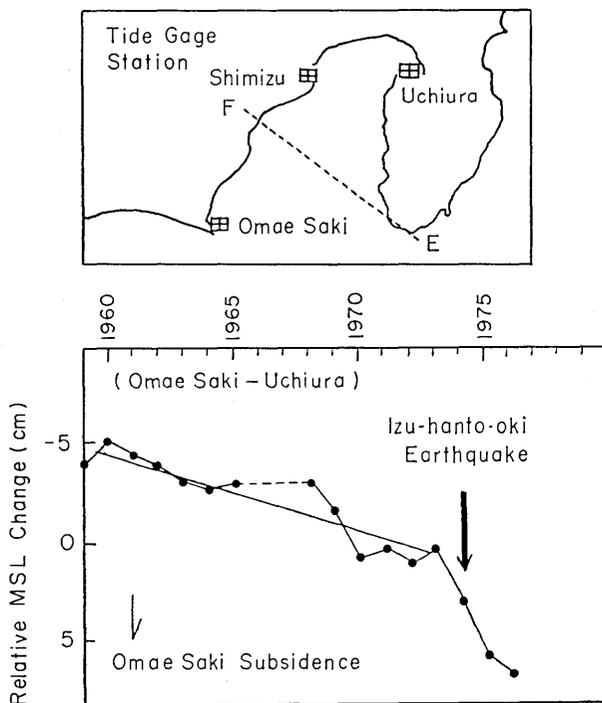 Tide Gage
Station
Shimizu
Uchiura
F
Omae Saki
E
1960
1965
1970
1975
(Omae Saki-Uchiura)
Izu-hanto-oki
Earthquake
Relative MSL Change (cm)
-5
0
5
Omae Saki Subsidence